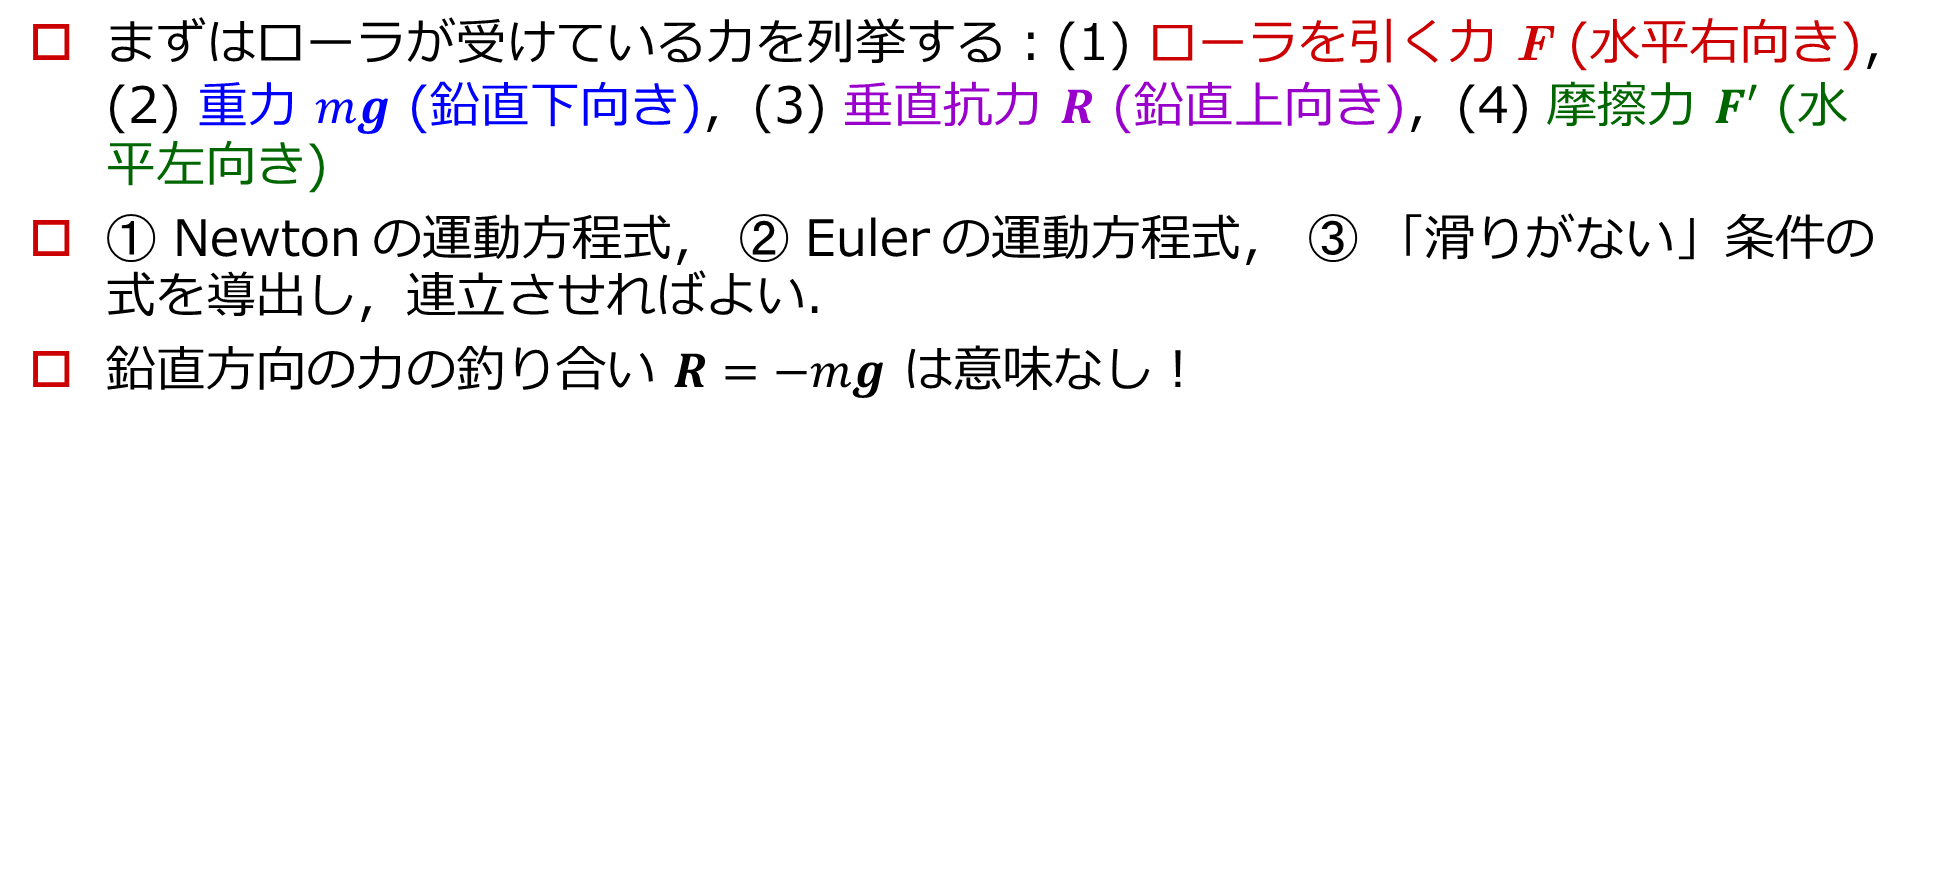 まずはローラが受けている力を列挙する：(1) ローラを引く力 F (水平右向き),
(2) 重力 mg (鉛直下向き)，(3) 垂直抗力 R (鉛直上向き)，(4) 摩擦力 F′ (水
平左向き)
① Newton の運動方程式， ② Euler の運動方程式， ③ 「滑りがない」条件の
式を導出し，連立させればよい．
鉛直方向の力の釣り合い R = −mg は意味なし！